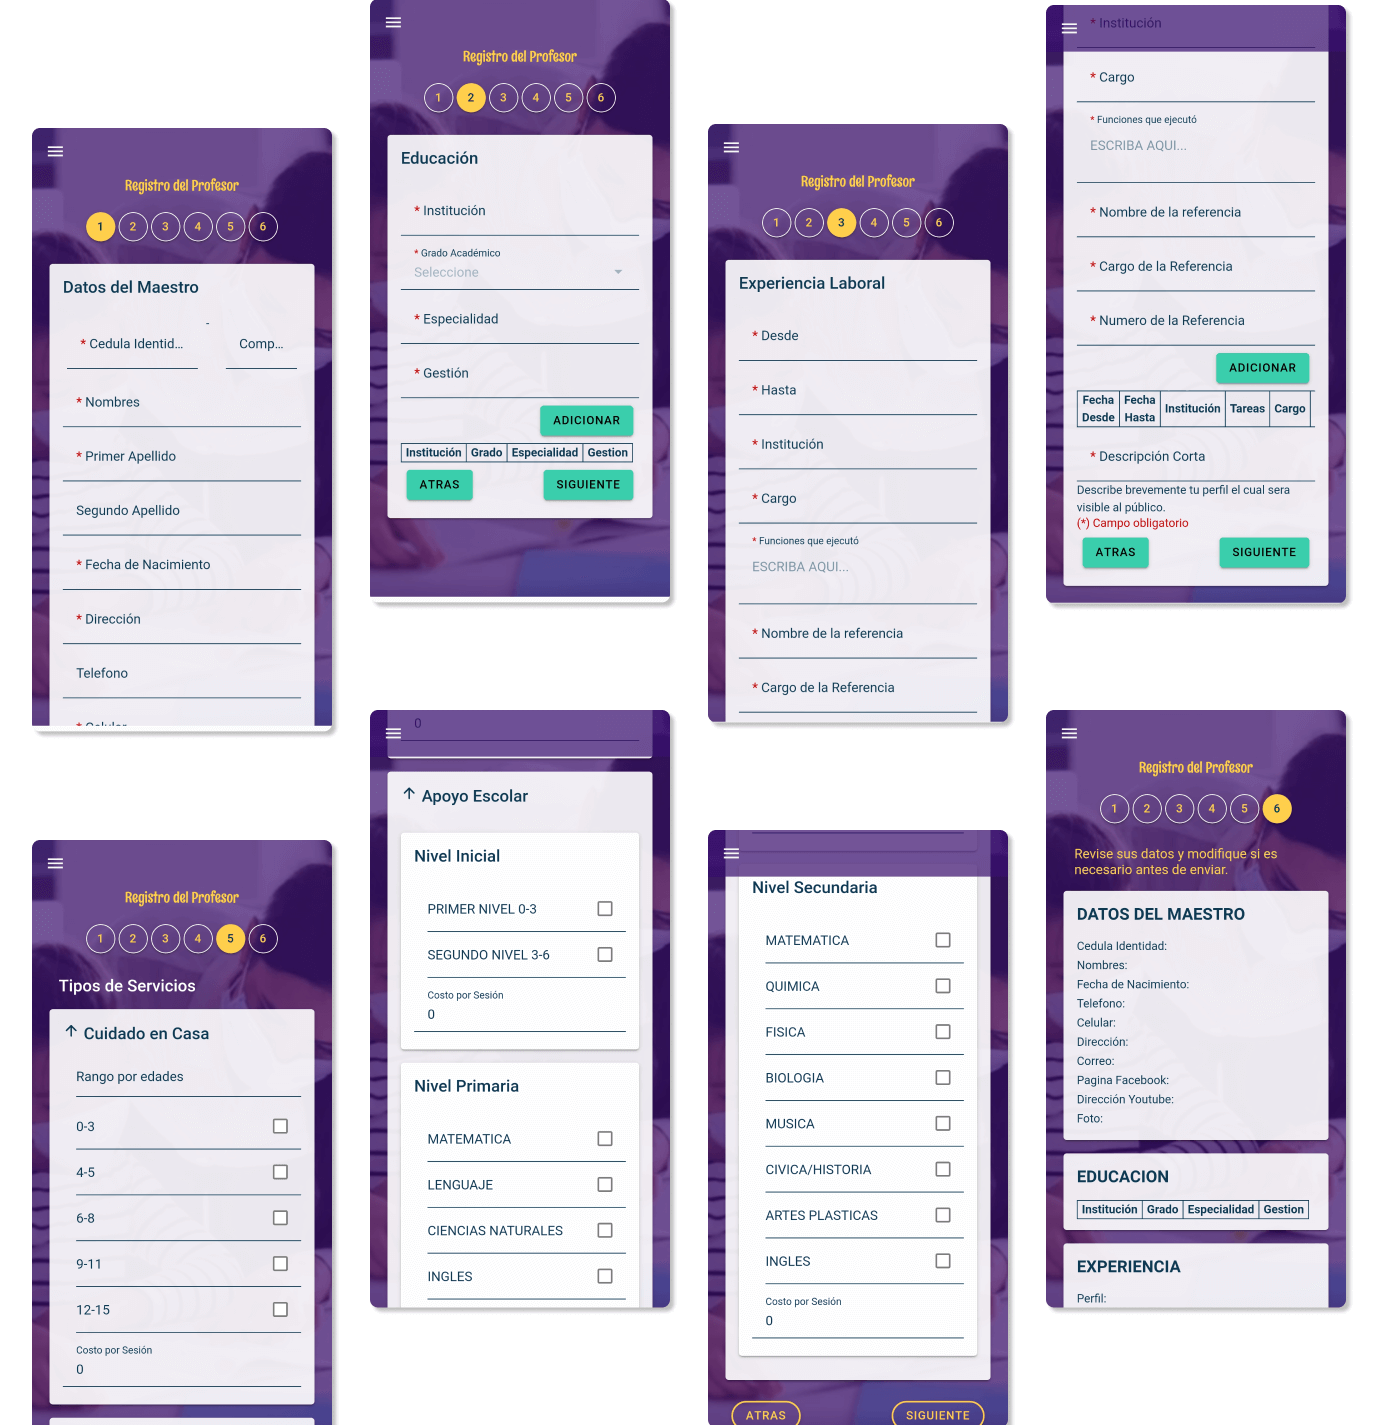 Registro del Profesor
1 2 3 4 5 6
Datos del Maestro
* Cedula Identid...
-
Comp...
* Nombres
* Primer Apellido
Segundo Apellido
* Fecha de Nacimiento
* Dirección
Telefono
* Celular
Registro del Profesor
1 2 3 4 5 6
Educación
* Institución
* Grado Académico
Seleccione
* Especialidad
* Gestión
ADICIONAR
Institución Grado Especialidad Gestion
ATRAS SIGUIENTE
Registro del Profesor
1 2 3 4 5 6
Experiencia Laboral
* Desde
* Hasta
* Institución
* Cargo
* Funciones que ejecutó
ESCRIBA AQUI...
* Nombre de la referencia
* Cargo de la Referencia
* Institución
* Cargo
* Funciones que ejecutó
ESCRIBA AQUI...
* Nombre de la referencia
* Cargo de la Referencia
* Numero de la Referencia
ADICIONAR
Fecha Desde Fecha Hasta Institución Tareas Cargo
* Descripción Corta
Describe brevemente tu perfil el cual sera
visible al público.
(*) Campo obligatorio
ATRAS SIGUIENTE
Registro del Profesor
1 2 3 4 5 6
Tipos de Servicios
Cuidado en Casa
Rango por edades
0-3
4-5
6-8
9-11
12-15
Costo por Sesión
0
0
Apoyo Escolar
Nivel Inicial
PRIMER NIVEL 0-3
SEGUNDO NIVEL 3-6
Costo por Sesión
0
Nivel Primaria
MATEMATICA
LENGUAJE
CIENCIAS NATURALES
INGLES
Nivel Secundaria
MATEMATICA
QUIMICA
FISICA
BIOLOGIA
MUSICA
CIVICA/HISTORIA
ARTES PLASTICAS
INGLES
Costo por Sesión
0
ATRAS SIGUIENTE
Registro del Profesor
1 2 3 4 5 6
Revise sus datos y modifique si es
necesario antes de enviar.
DATOS DEL MAESTRO
Cedula Identidad:
Nombres:
Fecha de Nacimiento:
Telefono:
Celular:
Dirección:
Correo:
Pagina Facebook:
Dirección Youtube:
Foto:
EDUCACION
Institución Grado Especialidad Gestion
EXPERIENCIA
Perfil: